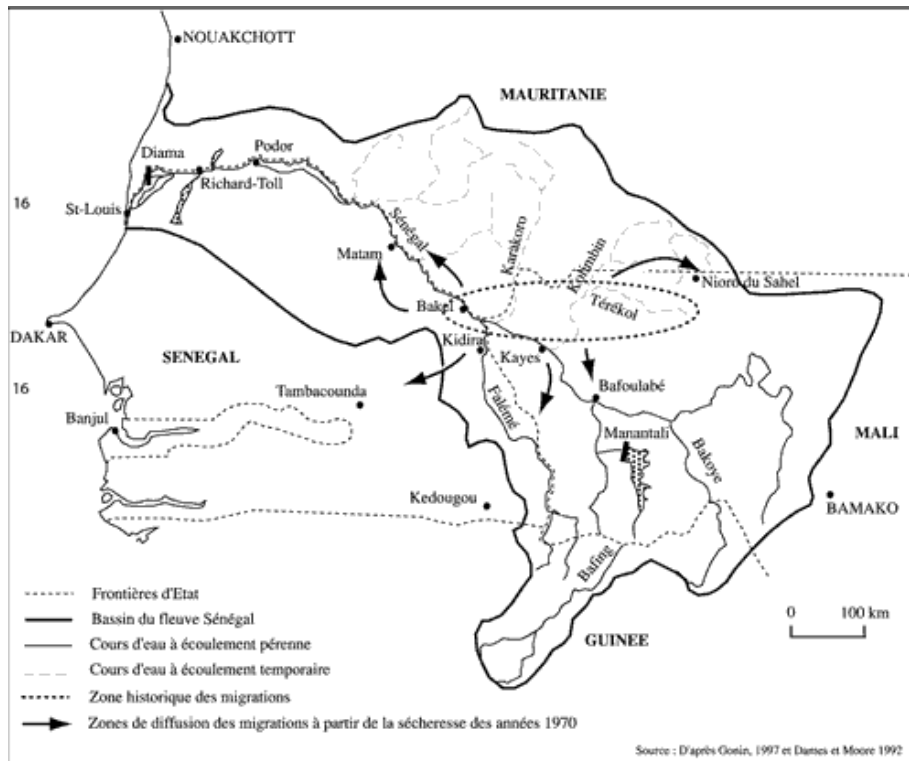 NOUAKCHOTT
MAURITANIE
Podor
Diama
Richard-Toll
16
St-Louis
Sénégal
Karakoro
Kolimbin
Matam
Nioro du Sahel
Bakel
Térékol
DAKAR
Kidira
Kayes
SENEGAL
16
Tambacounda
Bafoulabé
Falémé
Banjul
Manantali
MALI
Bakoye
Kedougou
BAMAKO
Bafing
Frontières d'Etat
0 100 km
Bassin du fleuve Sénégal
GUINEE
Cours d'eau à écoulement pérenne
Cours d'eau à écoulement temporaire
Zone historique des migrations
Zones de diffusion des migrations à partir de la sécheresse des années 1970
Source : D'après Gonin, 1997 et Dames et Moore 1992